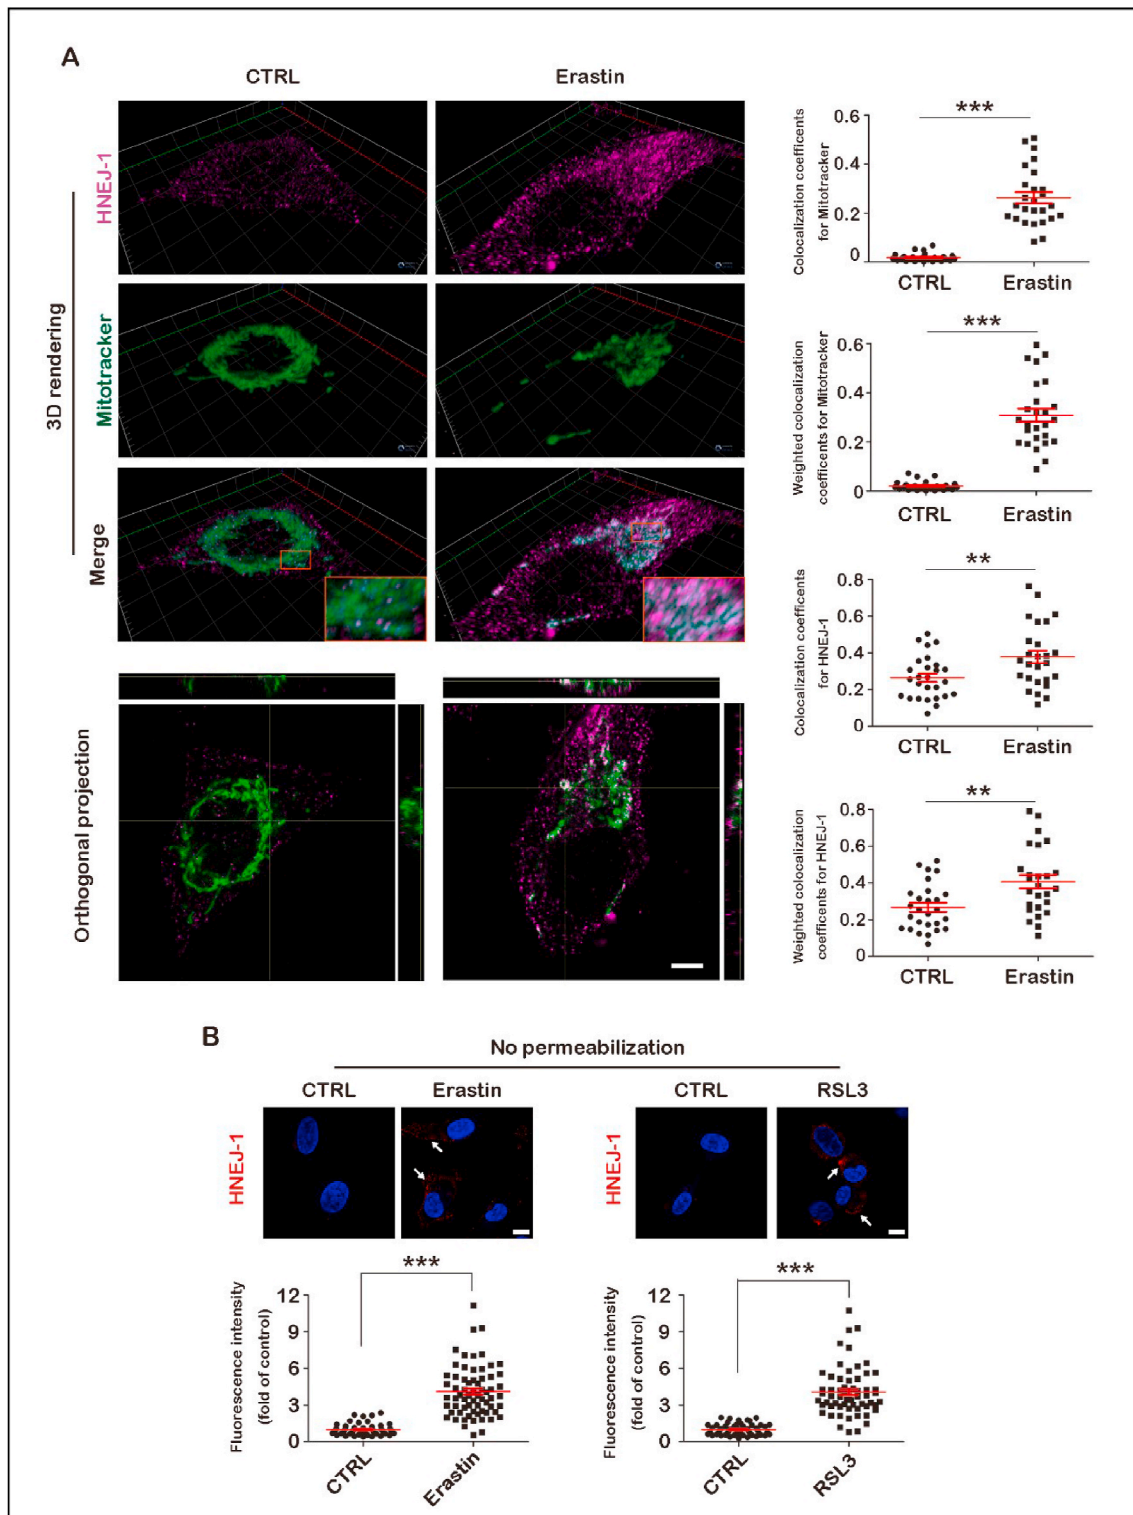 A
CTRL
Erastin
3D rendering
HNEJ-1
Mitotracker
Merge
Orthogonal projection
Colocalization coefficents
for Mitotracker
0.6
0.4
0.2
0
***
CTRL
Erastin
Weighted colocalization
coefficents for Mitotracker
0.6
0.4
0.2
0
***
CTRL
Erastin
Colocalization coefficents
for HNEJ-1
0.8
0.6
0.4
0.2
0
**
CTRL
Erastin
Weighted colocalization
coefficents for HNEJ-1
0.8
0.6
0.4
0.2
0
**
CTRL
Erastin
B
No permeabilization
CTRL
Erastin
CTRL
RSL3
HNEJ-1
HNEJ-1
Fluorescence intensity
(fold of control)
12
9
6
3
0
***
CTRL
Erastin
Fluorescence intensity
(fold of control)
12
9
6
3
0
***
CTRL
RSL3